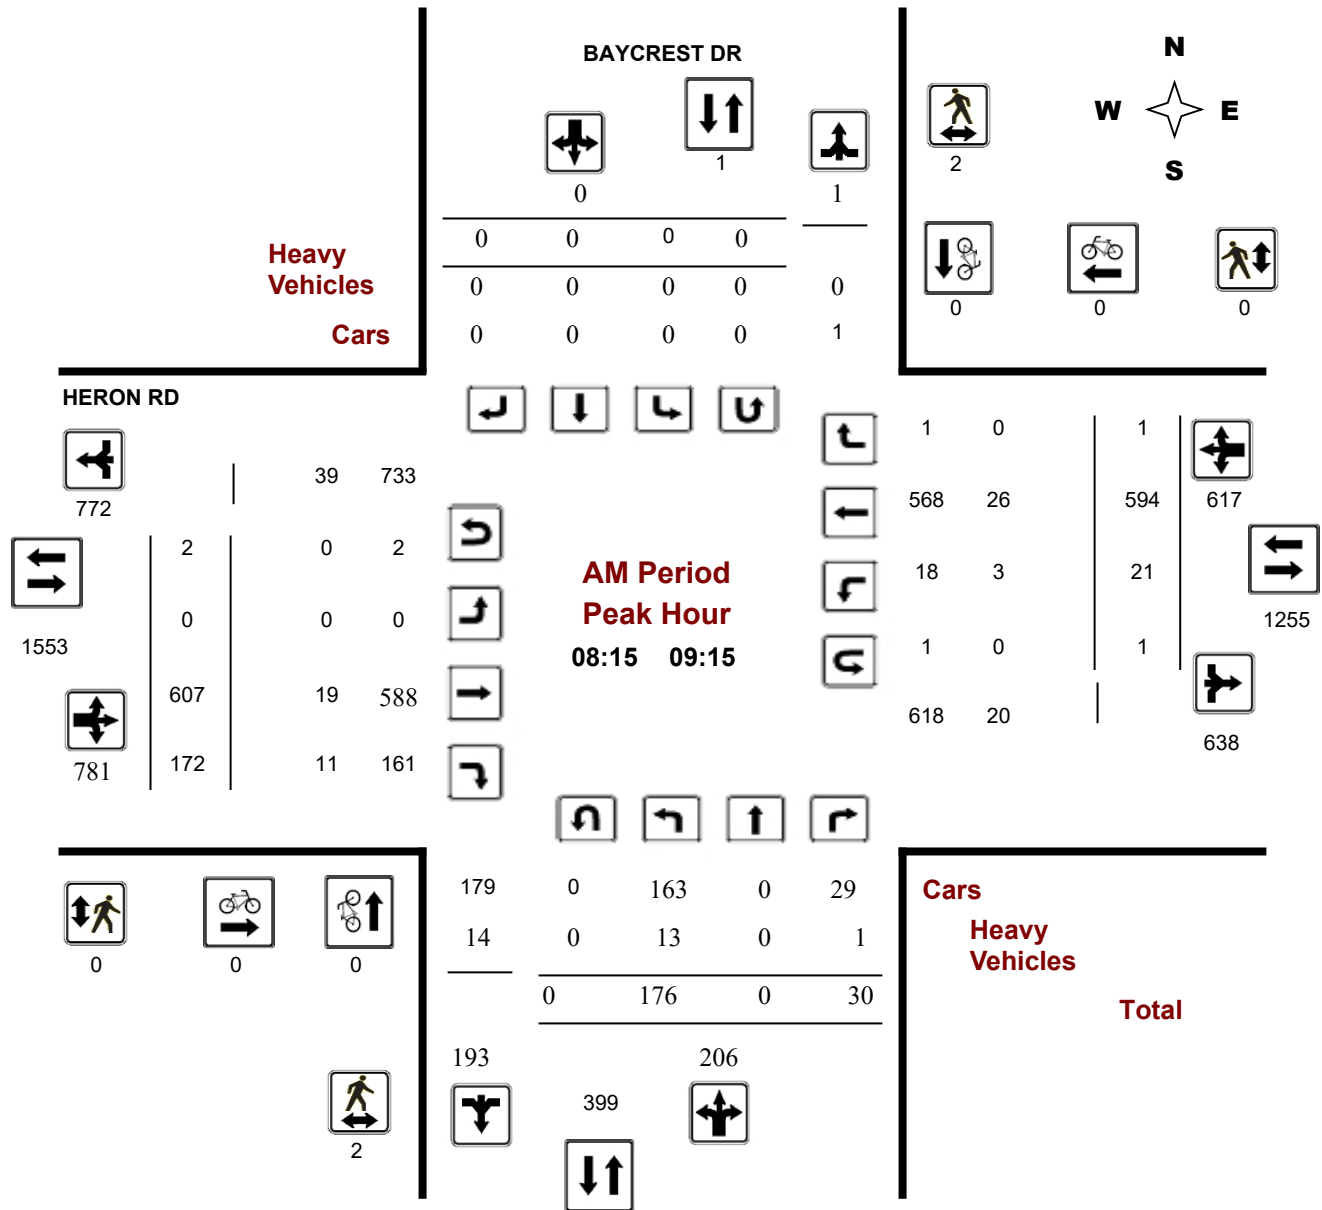 BAYCREST DR
N
W E
S
1
2
0 1
0 0 0 0
Heavy
Vehicles
0 0 0 0 0
0 0 0
Cars
0 0 0 0 1
HERON RD
1 0 1
39 733
772
568 26 594 617
2 0 2
AM Period
18 3 21
Peak Hour
0 0 0
1255
1553
08:15 09:15
1 0 1
607 19 588
618 20
638
781 172 11 161
179 0 163 0 29
Cars
14 0 13 0 1
Heavy
Vehicles
0 0 0
0 176 0 30
Total
193 206
399
2